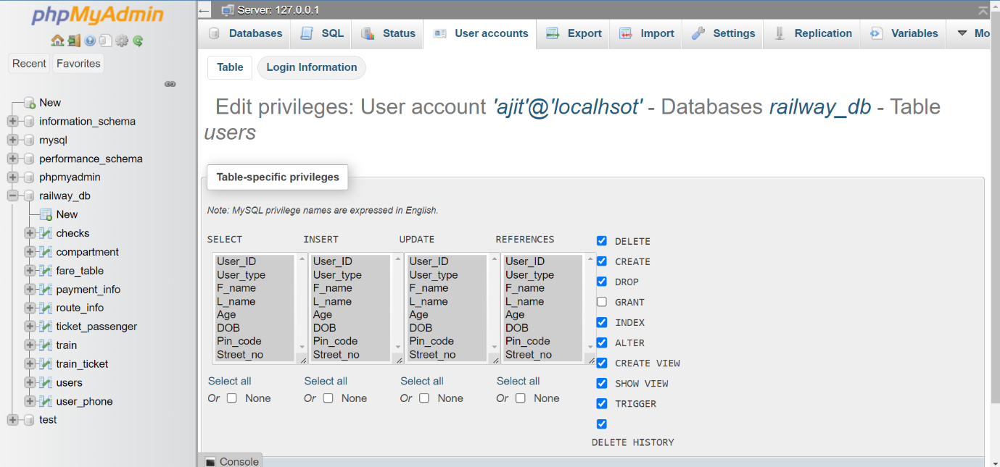 phpMyAdmin
Recent Favorites
New
information_schema
mysql
performance_schema
phpmyadmin
railway_db
New
checks
compartment
fare_table
payment_info
route_info
ticket_passenger
train
train_ticket
users
user_phone
test
Server: 127.0.0.1
Databases SQL Status User accounts Export Import Settings Replication Variables Mo
Table Login Information
Edit privileges: User account 'ajit'@'localhsot' - Databases railway_db - Table
users
Table-specific privileges
Note: MySQL privilege names are expressed in English.
SELECT INSERT UPDATE REFERENCES
User_ID User_ID User_ID User_ID
User_type User_type User_type User_type
F_name F_name F_name F_name
L_name L_name L_name L_name
Age Age Age Age
DOB DOB DOB DOB
Pin_code Pin_code Pin_code Pin_code
Street_no Street_no Street_no Street_no
Select all Select all Select all Select all
Or None Or None Or None Or None
DELETE
CREATE
DROP
GRANT
INDEX
ALTER
CREATE VIEW
SHOW VIEW
TRIGGER
DELETE HISTORY
Console